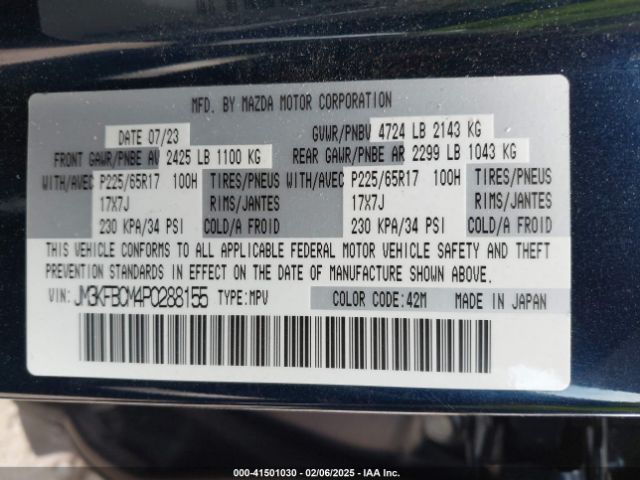 MFD. BY MAZDA MOTOR CORPORATION
DATE 07/23 GVWR/PNBV 4724 LB 2143 KG
FRONT GAWR/PNBE AV 2425 LB 1100 KG REAR GAWR/PNBE AR 2299 LB 1043 KG
WITH/AVEC P225/65R17 100H TIRES/PNEUS WITH/AVEC P225/65R17 100H TIRES/PNEUS
17X7J RIMS/JANTES 17X7J RIMS/JANTES
230 KPA/34 PSI COLD/A FROID 230 KPA/34 PSI COLD/A FROID
THIS VEHICLE CONFORMS TO ALL APPLICABLE FEDERAL MOTOR VEHICLE SAFETY AND THEFT
PREVENTION STANDARDS IN EFFECT ON THE DATE OF MANUFACTURE SHOWN ABOVE.
VIN: JM3KFBCM4P0288155 TYPE:MPV COLOR CODE:42M MADE IN JAPAN
000-41501030 - 02/06/2025 - IAA Inc.